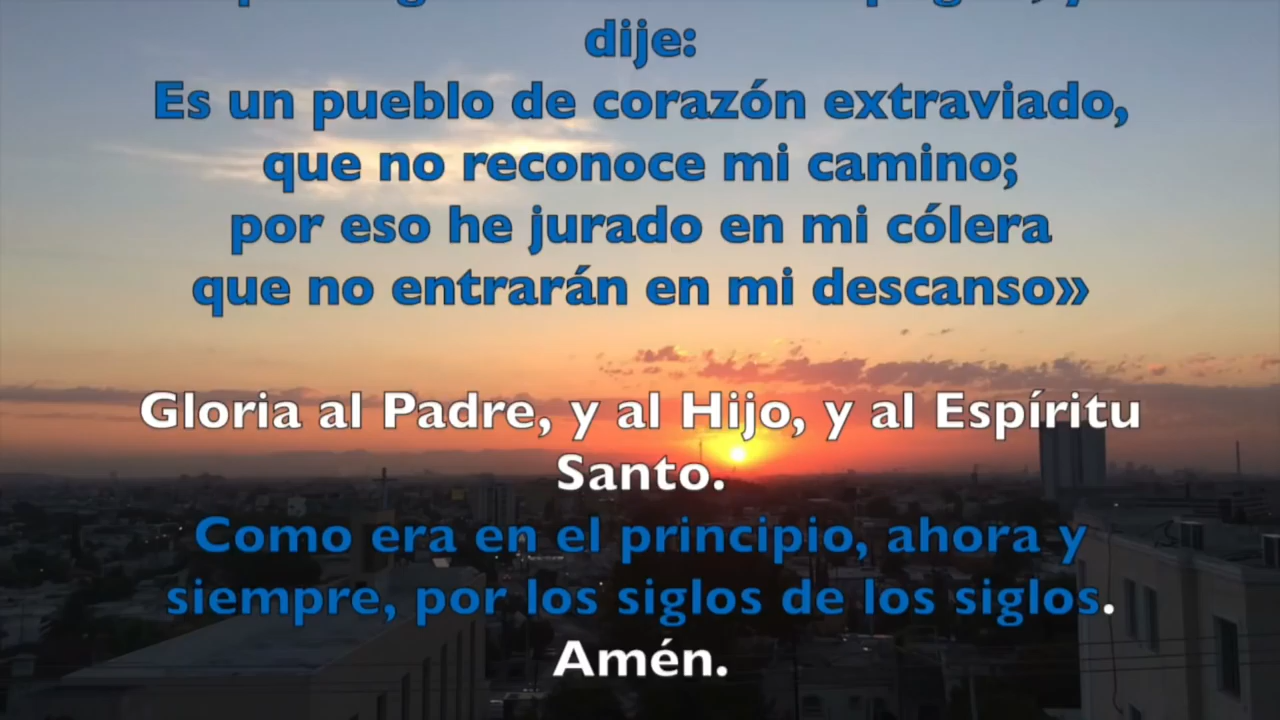 dije:
Es un pueblo de corazón extraviado,
que no reconoce mi camino;
por eso he jurado en mi cólera
que no entrarán en mi descanso»
Gloria al Padre, y al Hijo, y al Espíritu
Santo.
Como era en el principio, ahora y
siempre, por los siglos de los siglos.
Amén.